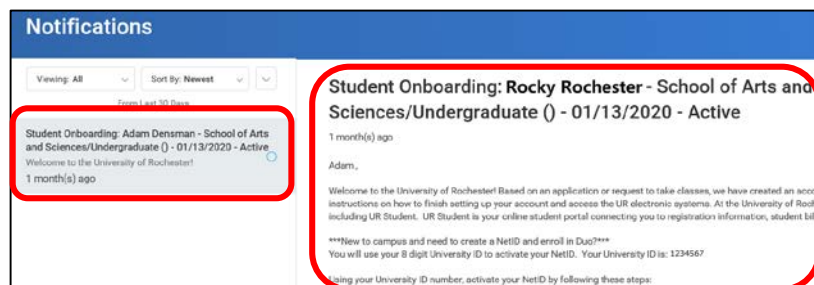 Notifications
Viewing: All
Sort By: Newest
From Last 30 Days
Student Onboarding: Adam Densman - School of Arts
and Sciences/Undergraduate () - 01/13/2020 - Active
Welcome to the University of Rochester!
1 month(s) ago
Student Onboarding: Rocky Rochester - School of Arts and
Sciences/Undergraduate () - 01/13/2020 - Active
1 month(s) ago
Adam,
Welcome to the University of Rochester! Based on an application or request to take classes, we have created an
instructions on how to finish setting up your account and access the UR electronic systems. At the University of
including UR Student. UR Student is your online student portal connecting you to registration information, student
***New to campus and need to create a NetID and enroll in Duo?***
You will use your 8 digit University ID to activate your NetID. Your University ID is: 1234567
Using your University ID number, activate your NetID by following these steps: